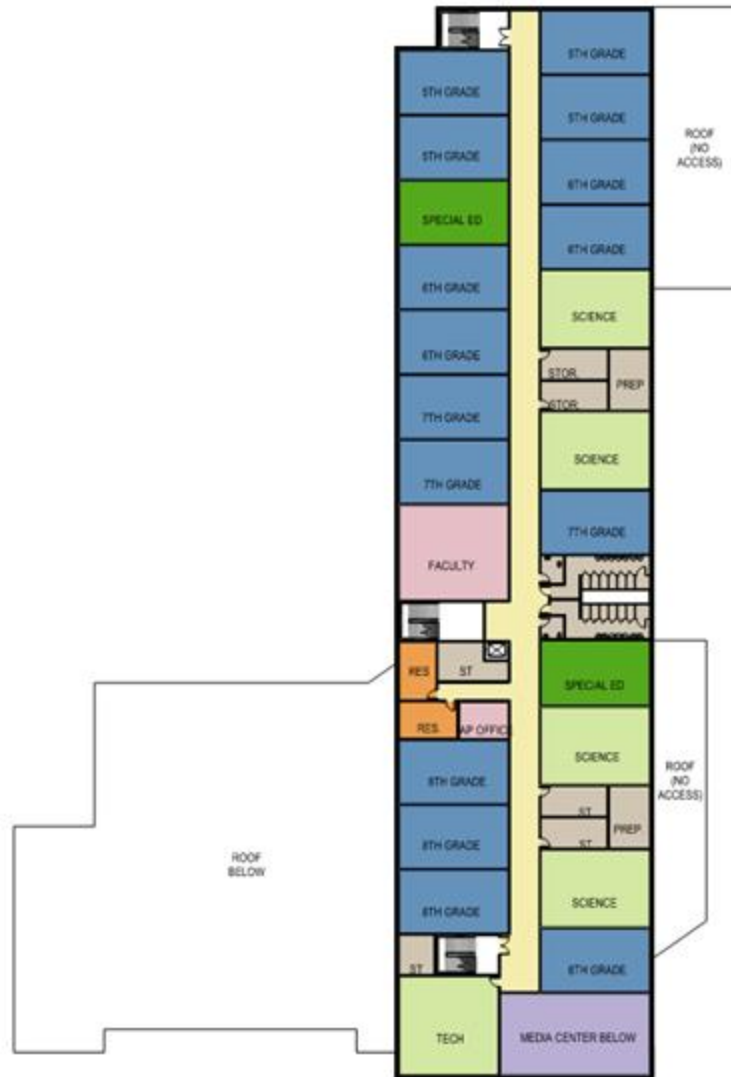 5TH GRADE
5TH GRADE
SPECIAL ED
6TH GRADE
6TH GRADE
7TH GRADE
7TH GRADE
FACULTY
RES
ST
RES.
AP OFFICE
8TH GRADE
8TH GRADE
8TH GRADE
ST
TECH
5TH GRADE
5TH GRADE
6TH GRADE
6TH GRADE
SCIENCE
STOR.
PREP
STOR.
SCIENCE
7TH GRADE
SPECIAL ED
SCIENCE
ST
PREP
ST
SCIENCE
8TH GRADE
MEDIA CENTER BELOW
ROOF
(NO
ACCESS)
ROOF
(NO
ACCESS)
ROOF
BELOW